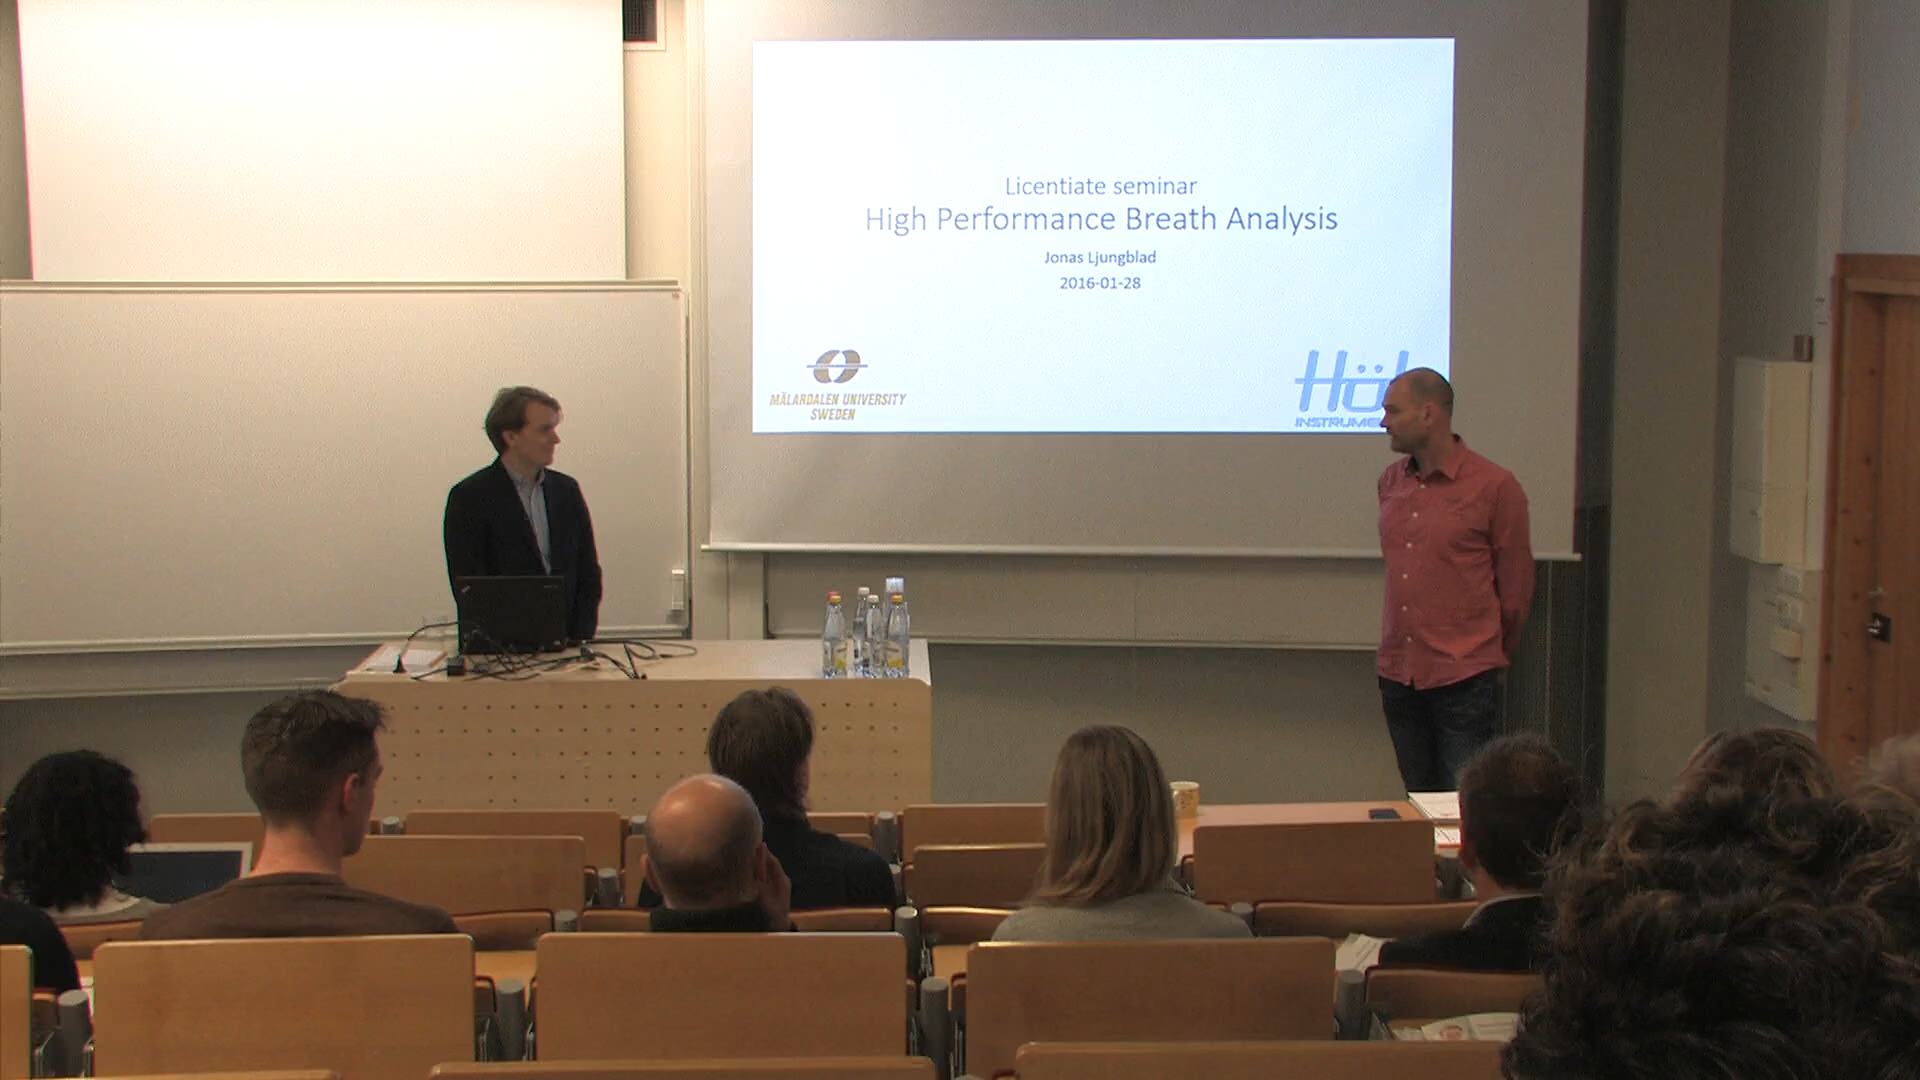 Licentiate seminar
High Performance Breath Analysis
Jonas Ljungblad
2016-01-28
MÄLARDALEN UNIVERSITY
SWEDEN